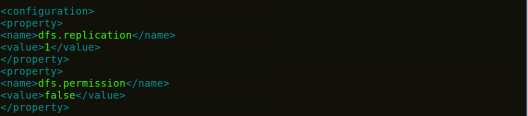 <configuration>
<property>
<name>dfs.replication</name>
<value>1</value>
</property>
<property>
<name>dfs.permission</name>
<value>false</value>
</property>